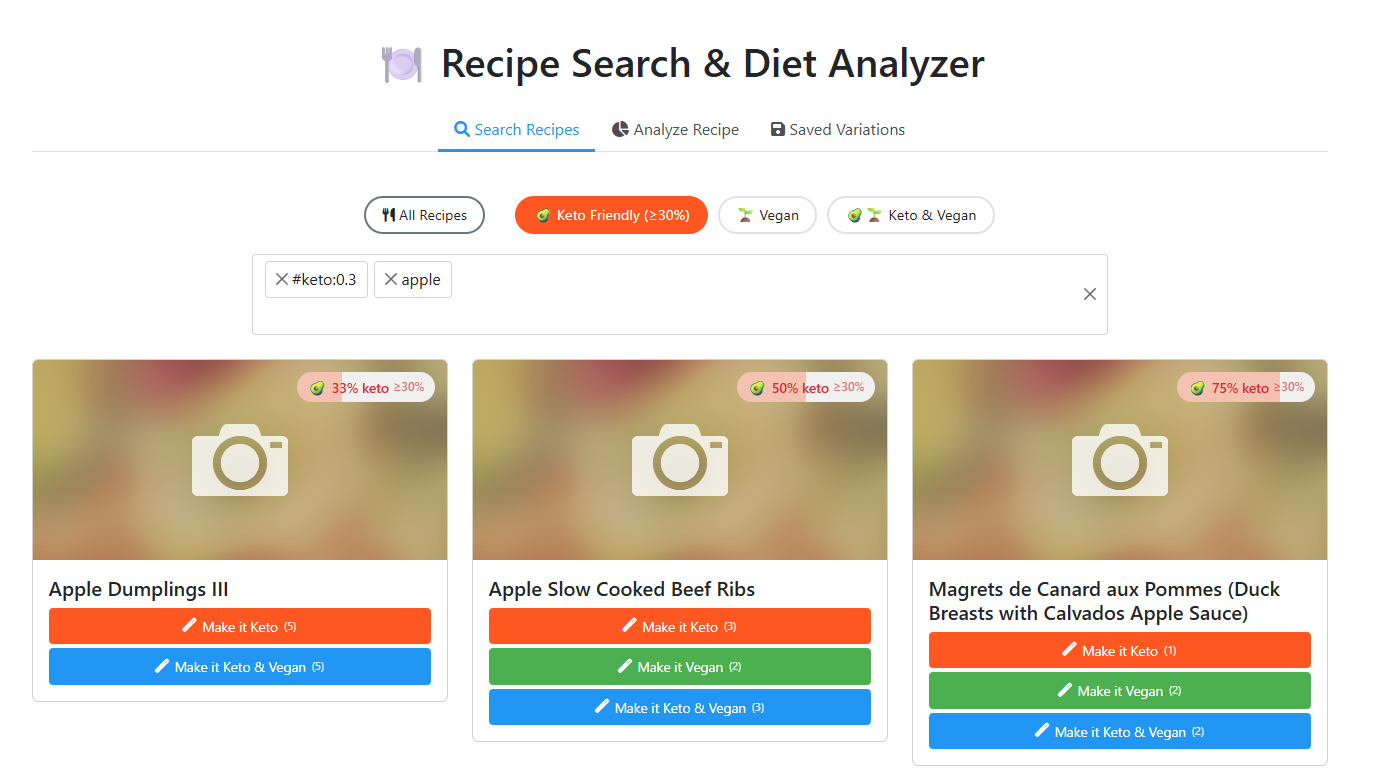 Recipe Search & Diet Analyzer
Search Recipes Analyze Recipe Saved Variations
All Recipes Keto Friendly (≥30%) Vegan Keto & Vegan
#keto:0.3 apple
33% keto ≥30%
50% keto ≥30%
75% keto ≥30%
Apple Dumplings III
Make it Keto (5)
Make it Keto & Vegan (5)
Apple Slow Cooked Beef Ribs
Make it Keto (3)
Make it Vegan (2)
Make it Keto & Vegan (3)
Magrets de Canard aux Pommes (Duck
Breasts with Calvados Apple Sauce)
Make it Keto (1)
Make it Vegan (2)
Make it Keto & Vegan (2)